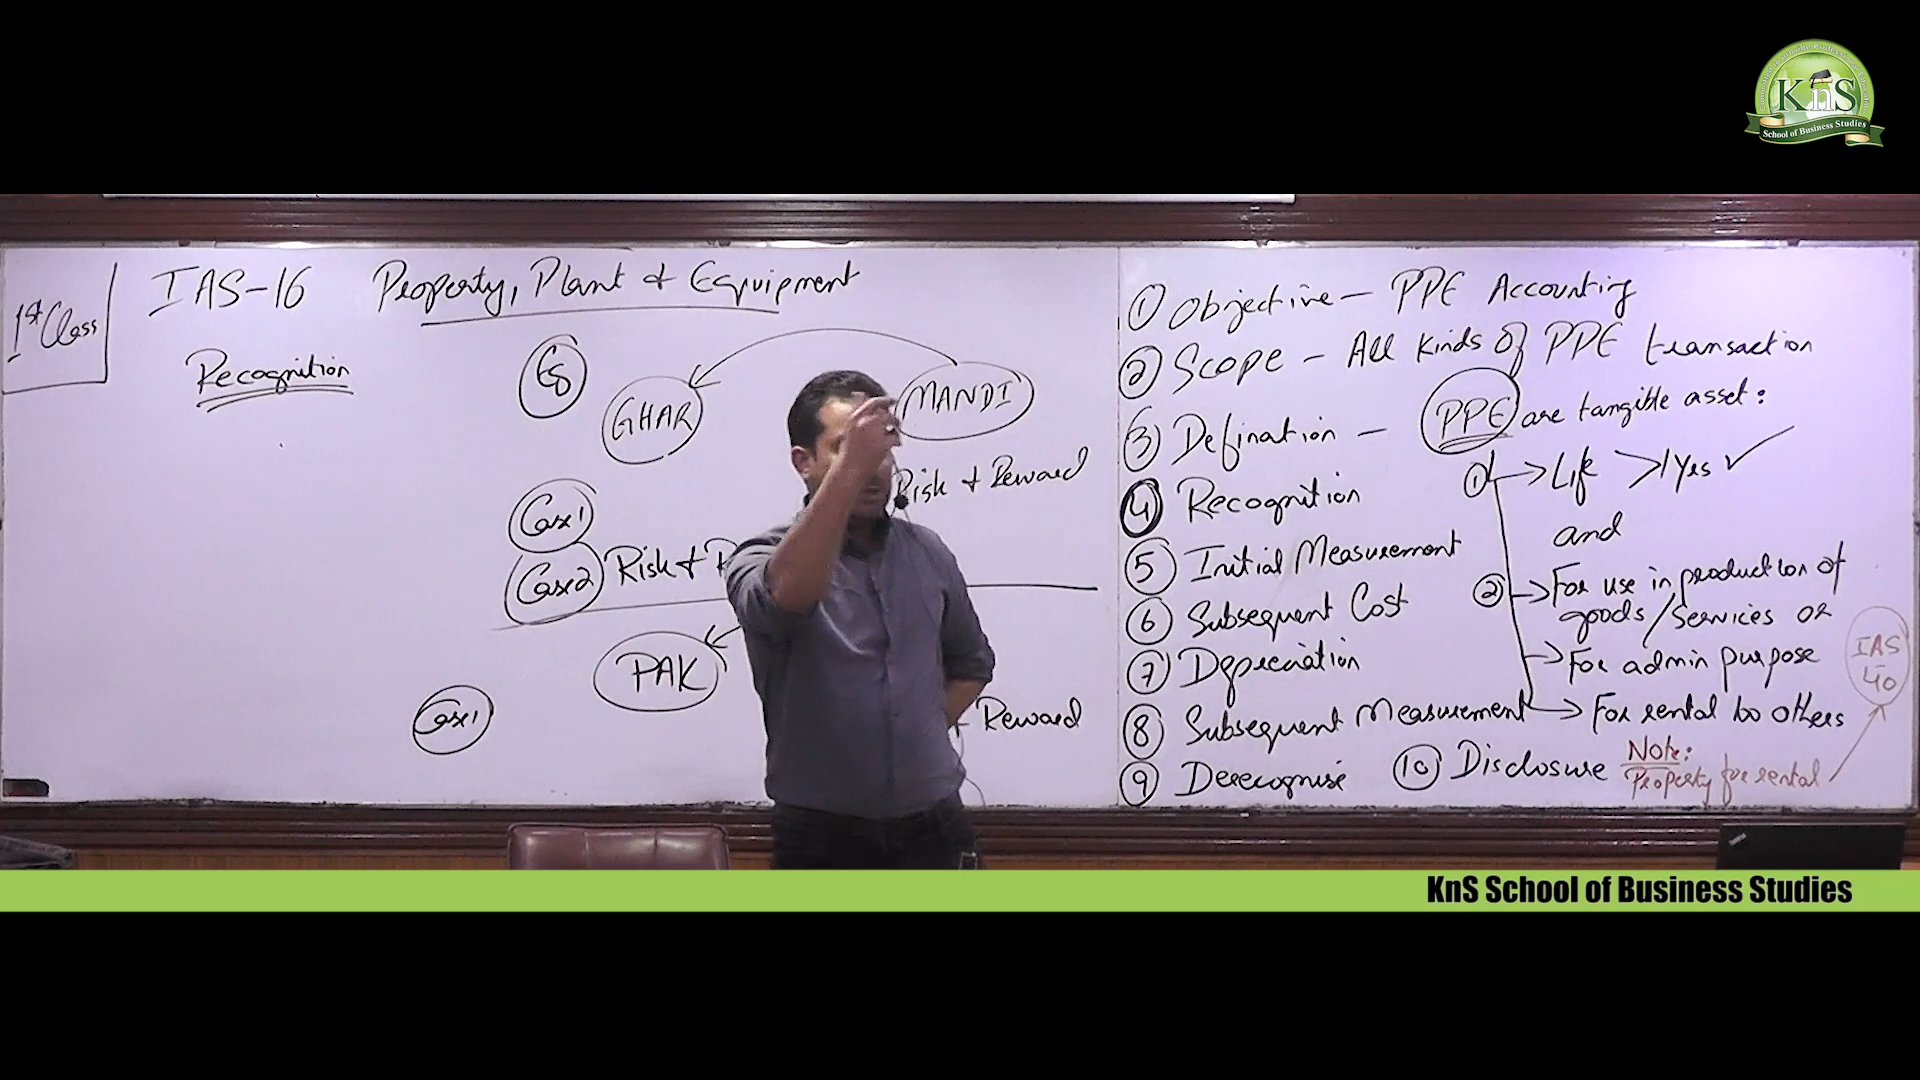 KnS
School of Business Studies
1st Class
IAS-16 Property, Plant & Equipment
Recognition
Eg
GHAR
MANDI
Risk + Reward
Case 1
Case 2 Risk + R
PAK
Case 1
Reward
1 Objective - PPE Accounting
2 Scope - All kinds of PPE transaction
3 Defination - PPE are tangible asset:
1 → Life > 1 Yes ✓
and
2 → For use in production of
goods/services or
→ For admin purpose
→ For rental to others
4 Recognition
5 Initial Measurement
6 Subsequent Cost
7 Depreciation
8 Subsequent Measurement
9 Derecognise
10 Disclosure
Note:
Property for rental
IAS
40
KnS School of Business Studies